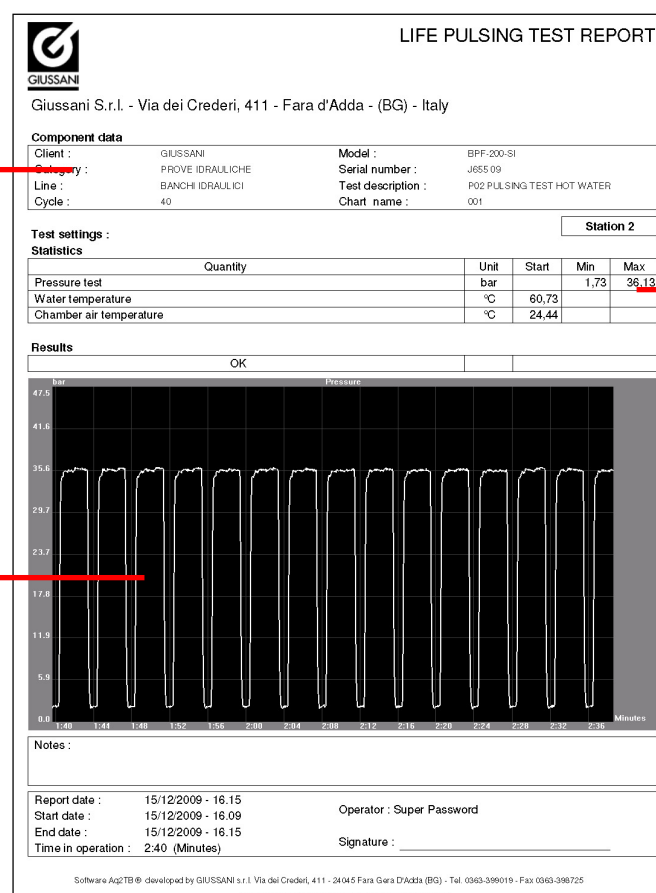 LIFE PULSING TEST REPORT
GIUSSANI
Giussani S.r.l. - Via dei Crederi, 411 - Fara d'Adda - (BG) - Italy
Component data
Client : GIUSSANI Model : BPF-200-SI
Category : PROVE IDRAULICHE Serial number : J655 09
Line : BANCHI IDRAULICI Test description : P02 PULSING TEST HOT WATER
Cycle : 40 Chart name : 001
Station 2
Test settings :
Statistics
Quantity Unit Start Min Max
Pressure test bar 1,73 36,13
Water temperature °C 60,73
Chamber air temperature °C 24,44
Results
OK
bar Pressure
47.5
41.6
35.6
29.7
23.7
17.8
11.9
5.9
0.0
1:40 1:44 1:48 1:52 1:56 2:00 2:04 2:08 2:12 2:16 2:20 2:24 2:28 2:32 2:36 Minutes
Notes :
Report date : 15/12/2009 - 16.15
Start date : 15/12/2009 - 16.09 Operator : Super Password
End date : 15/12/2009 - 16.15
Time in operation : 2:40 (Minutes) Signature :
Software Aq2TB® developed by GIUSSANI s.r.l. Via dei Crederi, 411 - 24045 Fara Gera D'Adda (BG) - Tel. 0363-399019 - Fax 0363-398725